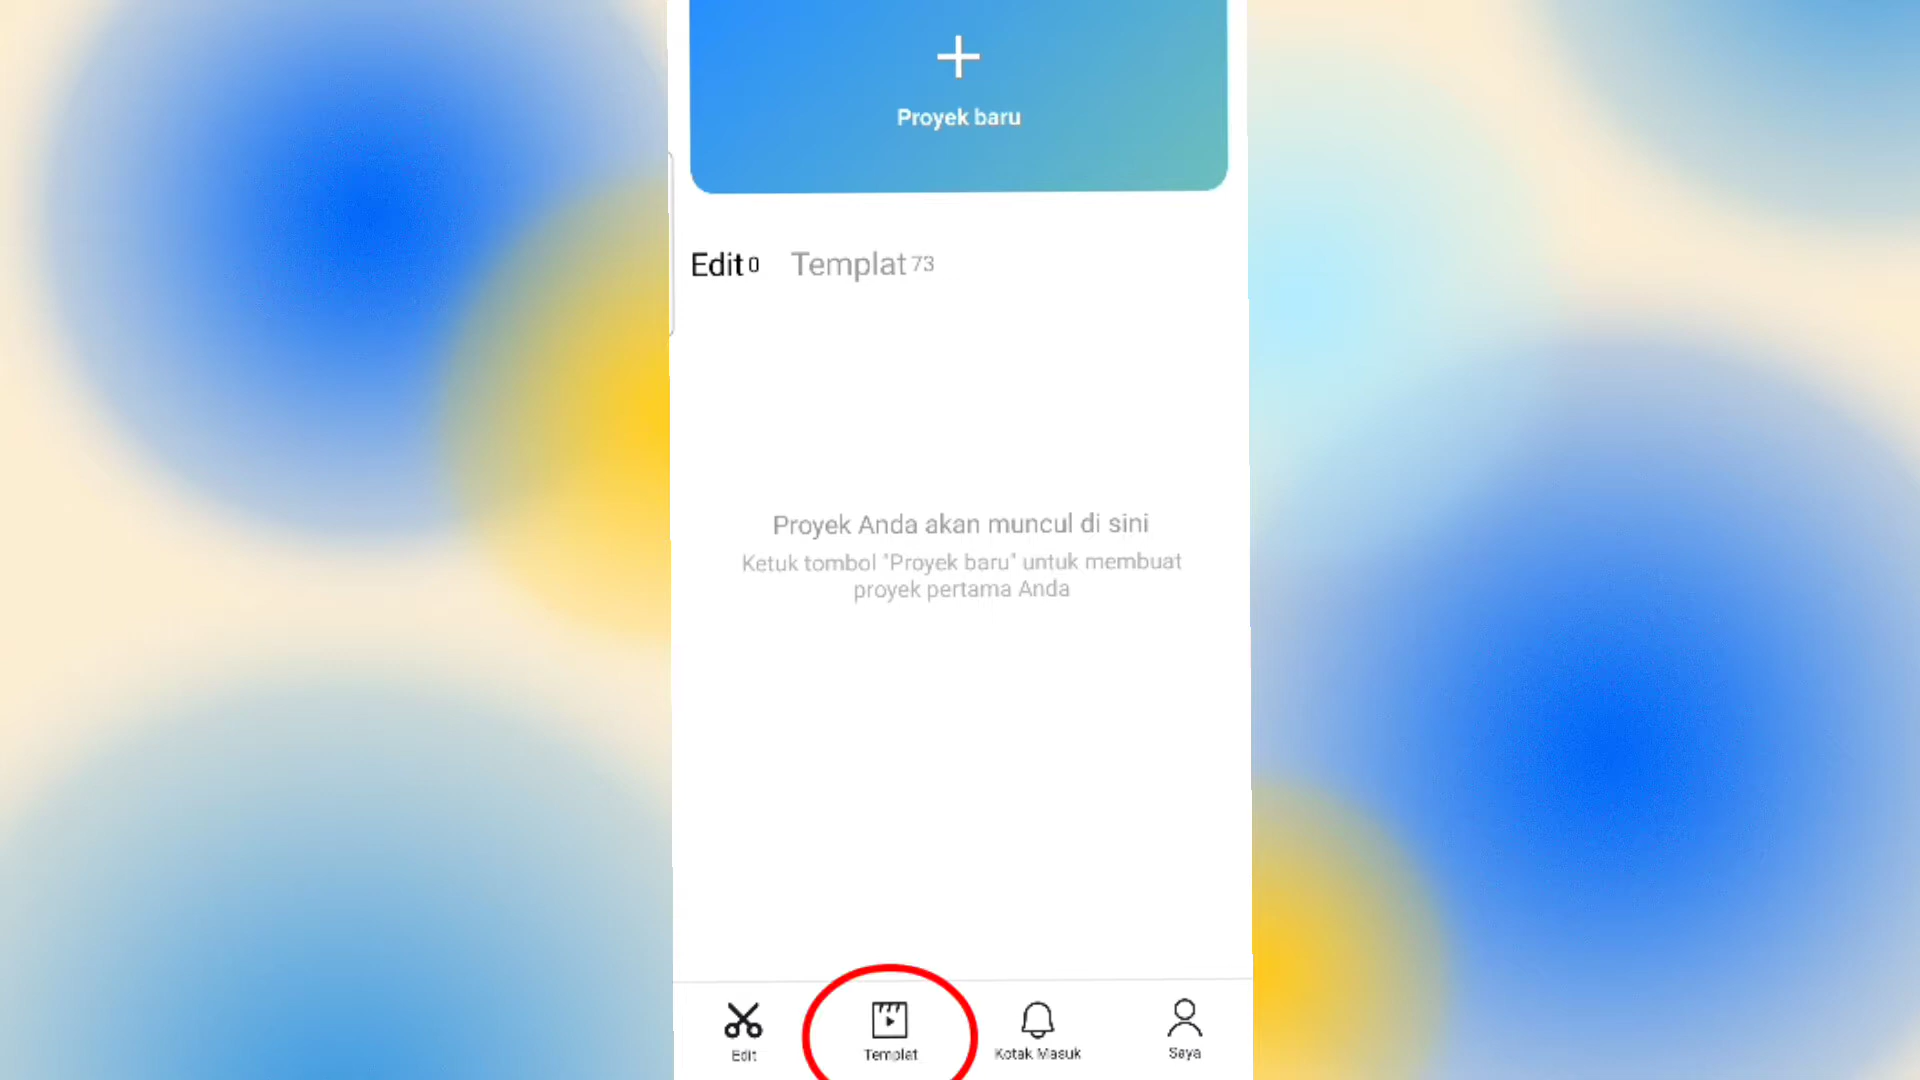 Proyek baru
Edit 0 Templat 73
Proyek Anda akan muncul di sini
Ketuk tombol "Proyek baru" untuk membuat
proyek pertama Anda
Edit Templat Kotak Masuk Saya